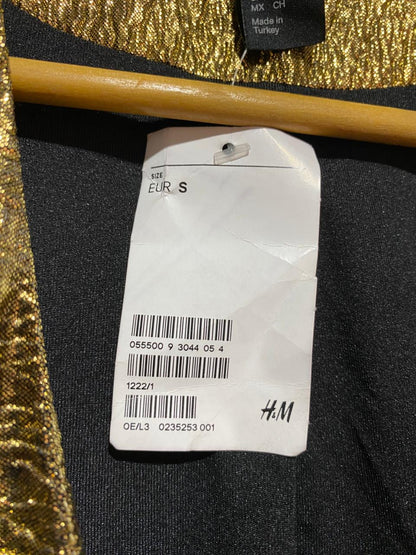 MX CH
Made in
Turkey
SIZE
EUR S
055500 9 3044 05 4
1222/1
H&M
OE/L3 0235253 001